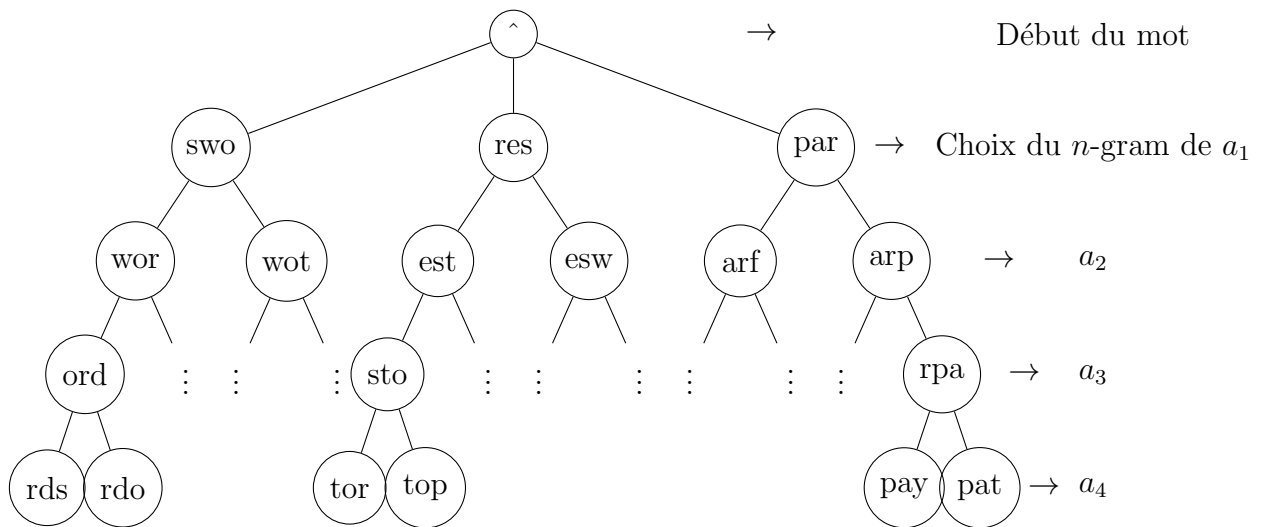 ^ → Début du mot
swo res par → Choix du n-gram de a₁
wor wot est esw arf arp → a₂
ord ⋮ ⋮ ⋮ sto ⋮ ⋮ ⋮ ⋮ ⋮ ⋮ rpa → a₃
rds rdo tor top pay pat → a₄